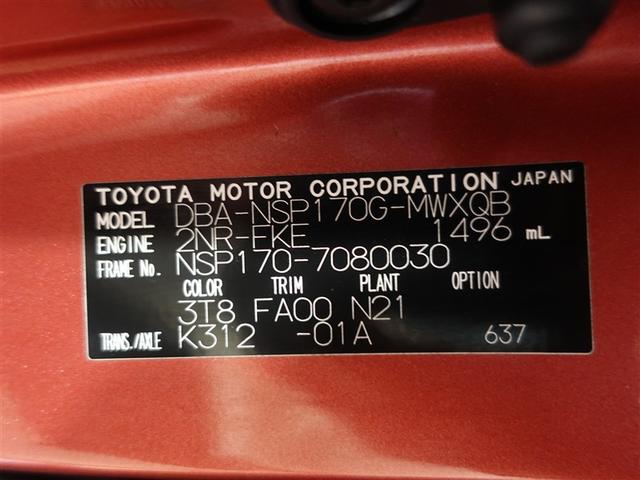 TOYOTA MOTOR CORPORATION JAPAN
MODEL DBA-NSP170G-MWXQB
ENGINE 2NR-FKE 1496 mL
FRAME No. NSP170-7080030
COLOR TRIM PLANT OPTION
3T8 FA00 N21
TRANS./AXLE K312 -01A 637